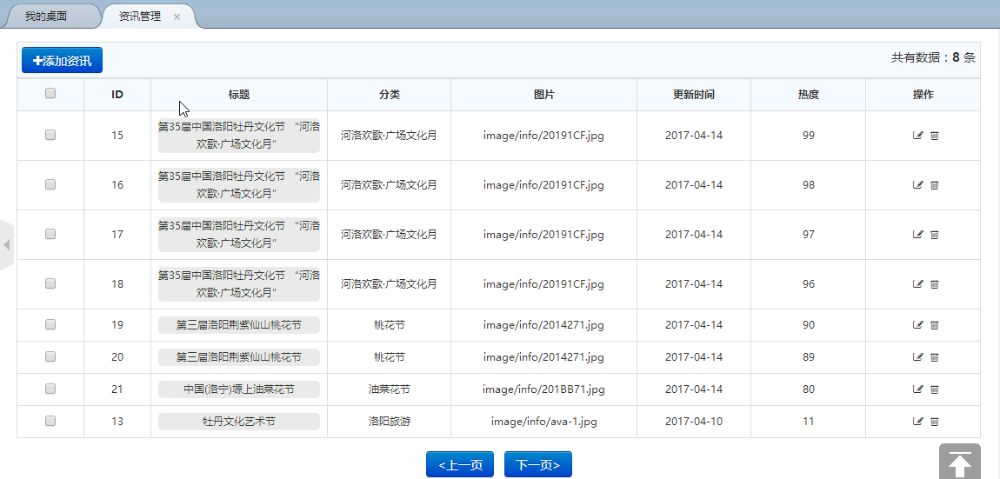 我的桌面 资讯管理 ×
添加资讯 共有数据：8 条
ID 标题 分类 图片 更新时间 热度 操作
15 第35届中国洛阳牡丹文化节 “河洛欢歌·广场文化月” 河洛欢歌·广场文化月 image/info/20191CF.jpg 2017-04-14 99
16 第35届中国洛阳牡丹文化节 “河洛欢歌·广场文化月” 河洛欢歌·广场文化月 image/info/20191CF.jpg 2017-04-14 98
17 第35届中国洛阳牡丹文化节 “河洛欢歌·广场文化月” 河洛欢歌·广场文化月 image/info/20191CF.jpg 2017-04-14 97
18 第35届中国洛阳牡丹文化节 “河洛欢歌·广场文化月” 河洛欢歌·广场文化月 image/info/20191CF.jpg 2017-04-14 96
19 第三届洛阳荆紫仙山桃花节 桃花节 image/info/2014271.jpg 2017-04-14 90
20 第三届洛阳荆紫仙山桃花节 桃花节 image/info/2014271.jpg 2017-04-14 89
21 中国(洛宁)塬上油菜花节 油菜花节 image/info/201BB71.jpg 2017-04-14 80
13 牡丹文化艺术节 洛阳旅游 image/info/ava-1.jpg 2017-04-10 11
<上一页 下一页>